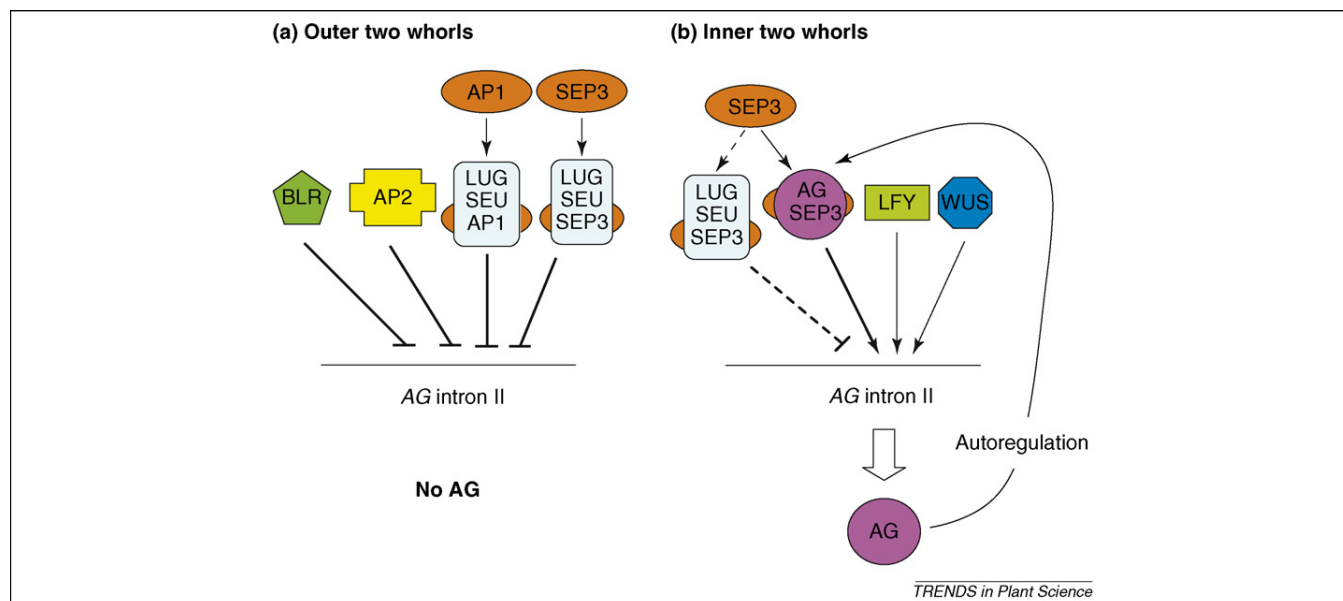 (a) Outer two whorls
AP1
SEP3
BLR
AP2
LUG
SEU
AP1
LUG
SEU
SEP3
AG intron II
No AG
(b) Inner two whorls
SEP3
LUG
SEU
SEP3
AG
SEP3
LFY
WUS
AG intron II
Autoregulation
AG
TRENDS in Plant Science